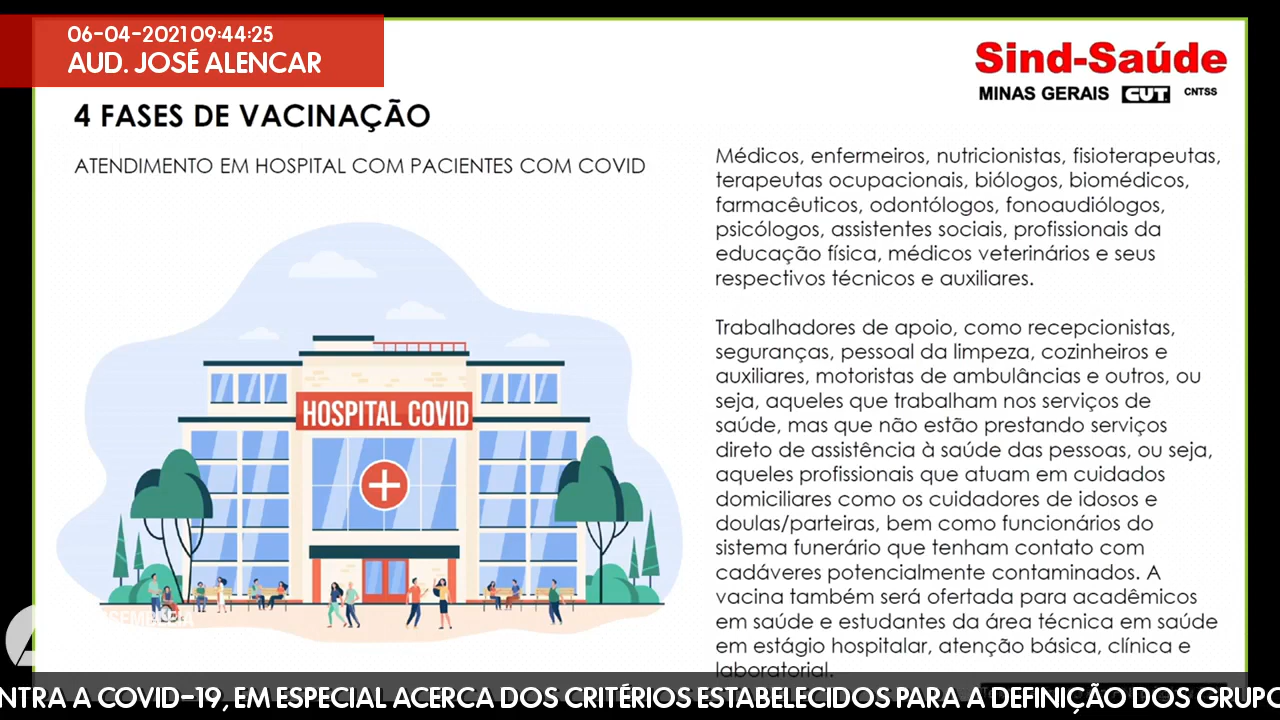 06-04-2021 09:44:25
AUD. JOSÉ ALENCAR
Sind-Saúde
MINAS GERAIS CUT CNTSS
4 FASES DE VACINAÇÃO
ATENDIMENTO EM HOSPITAL COM PACIENTES COM COVID
HOSPITAL COVID
Médicos, enfermeiros, nutricionistas, fisioterapeutas,
terapeutas ocupacionais, biólogos, biomédicos,
farmacêuticos, odontólogos, fonoaudiólogos,
psicólogos, assistentes sociais, profissionais da
educação física, médicos veterinários e seus
respectivos técnicos e auxiliares.
Trabalhadores de apoio, como recepcionistas,
seguranças, pessoal da limpeza, cozinheiros e
auxiliares, motoristas de ambulâncias e outros, ou
seja, aqueles que trabalham nos serviços de
saúde, mas que não estão prestando serviços
direto de assistência à saúde das pessoas, ou seja,
aqueles profissionais que atuam em cuidados
domiciliares como os cuidadores de idosos e
doulas/parteiras, bem como funcionários do
sistema funerário que tenham contato com
cadáveres potencialmente contaminados. A
vacina também será ofertada para acadêmicos
em saúde e estudantes da área técnica em saúde
em estágio hospitalar, atenção básica, clínica e
laboratorial.
ASSEMBLEIA
NTRA A COVID-19, EM ESPECIAL ACERCA DOS CRITÉRIOS ESTABELECIDOS PARA A DEFINIÇÃO DOS GRUPO